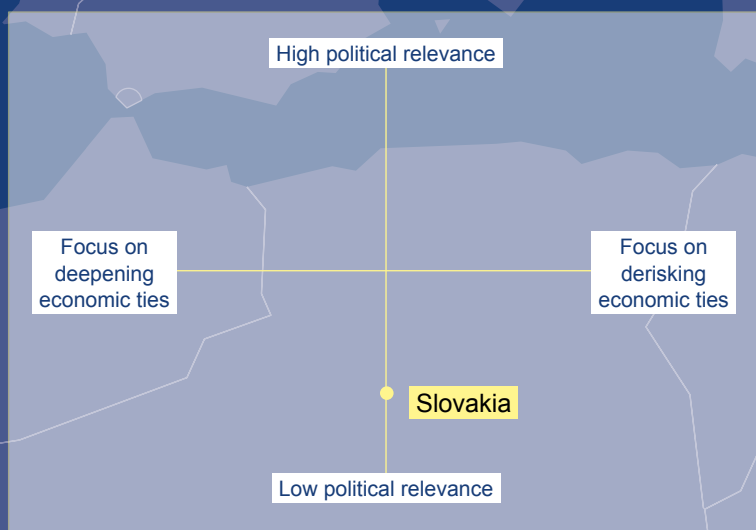 High political relevance
Focus on
deepening
economic ties
Focus on
derisking
economic ties
Slovakia
Low political relevance